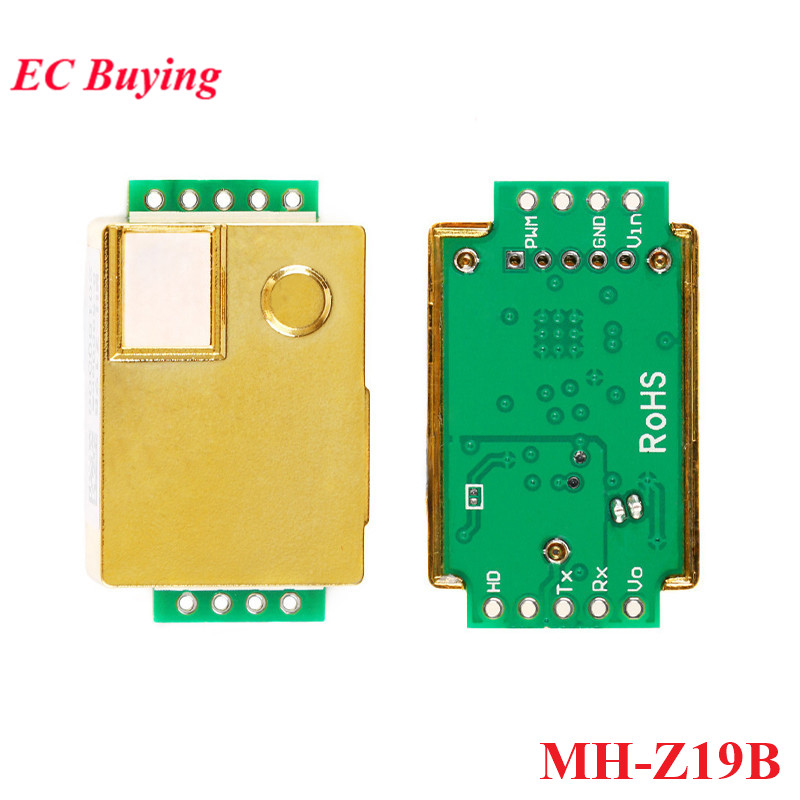 EC Buying
PWM
GND
Vin
RoHS
HD
Tx
Rx
Vo
MH-Z19B